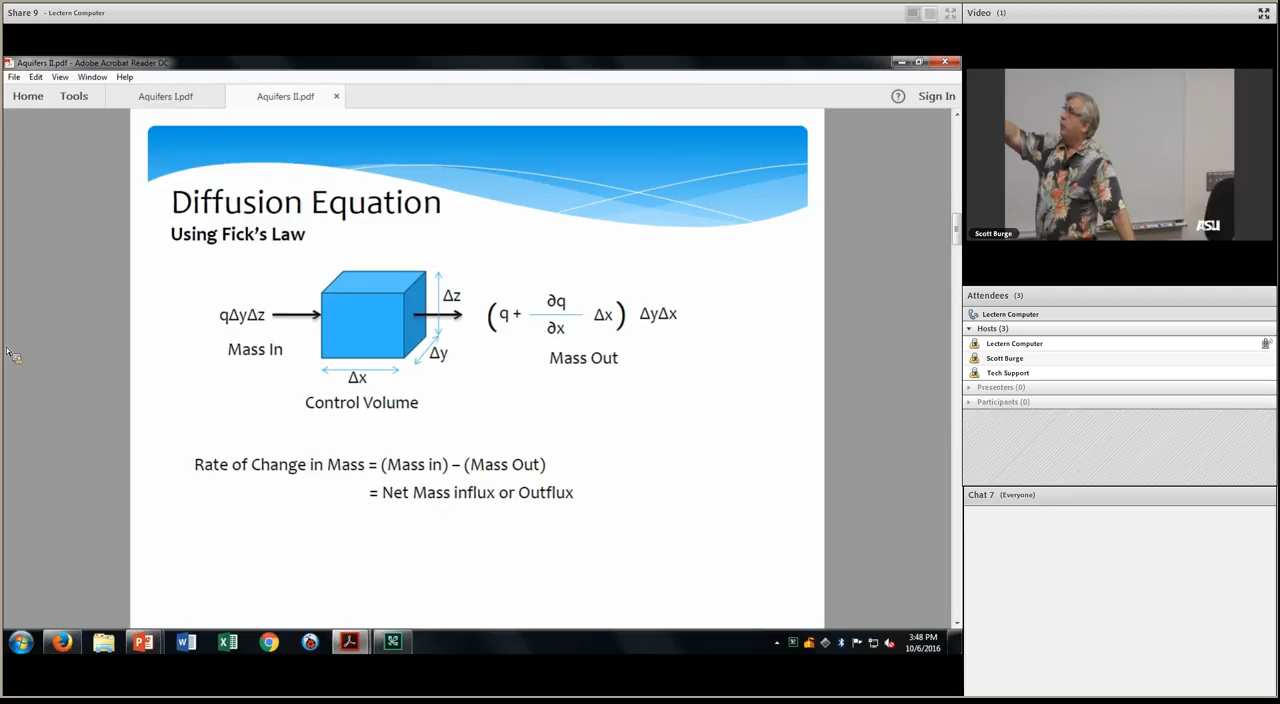 Share 9 - Lectern Computer
Video (1)
Aquifers II.pdf - Adobe Acrobat Reader DC
File Edit View Window Help
Home Tools Aquifers I.pdf Aquifers II.pdf × ? Sign In
Diffusion Equation
Using Fick's Law
qΔyΔz
Mass In
Δz
Δy
Δx
Control Volume
(q + ∂q/∂x Δx) ΔyΔx
Mass Out
Rate of Change in Mass = (Mass in) – (Mass Out)
= Net Mass influx or Outflux
3:48 PM
10/6/2016
Scott Burge
ASU
Attendees (3)
Lectern Computer
Hosts (3)
Lectern Computer
Scott Burge
Tech Support
Presenters (0)
Participants (0)
Chat 7 (Everyone)